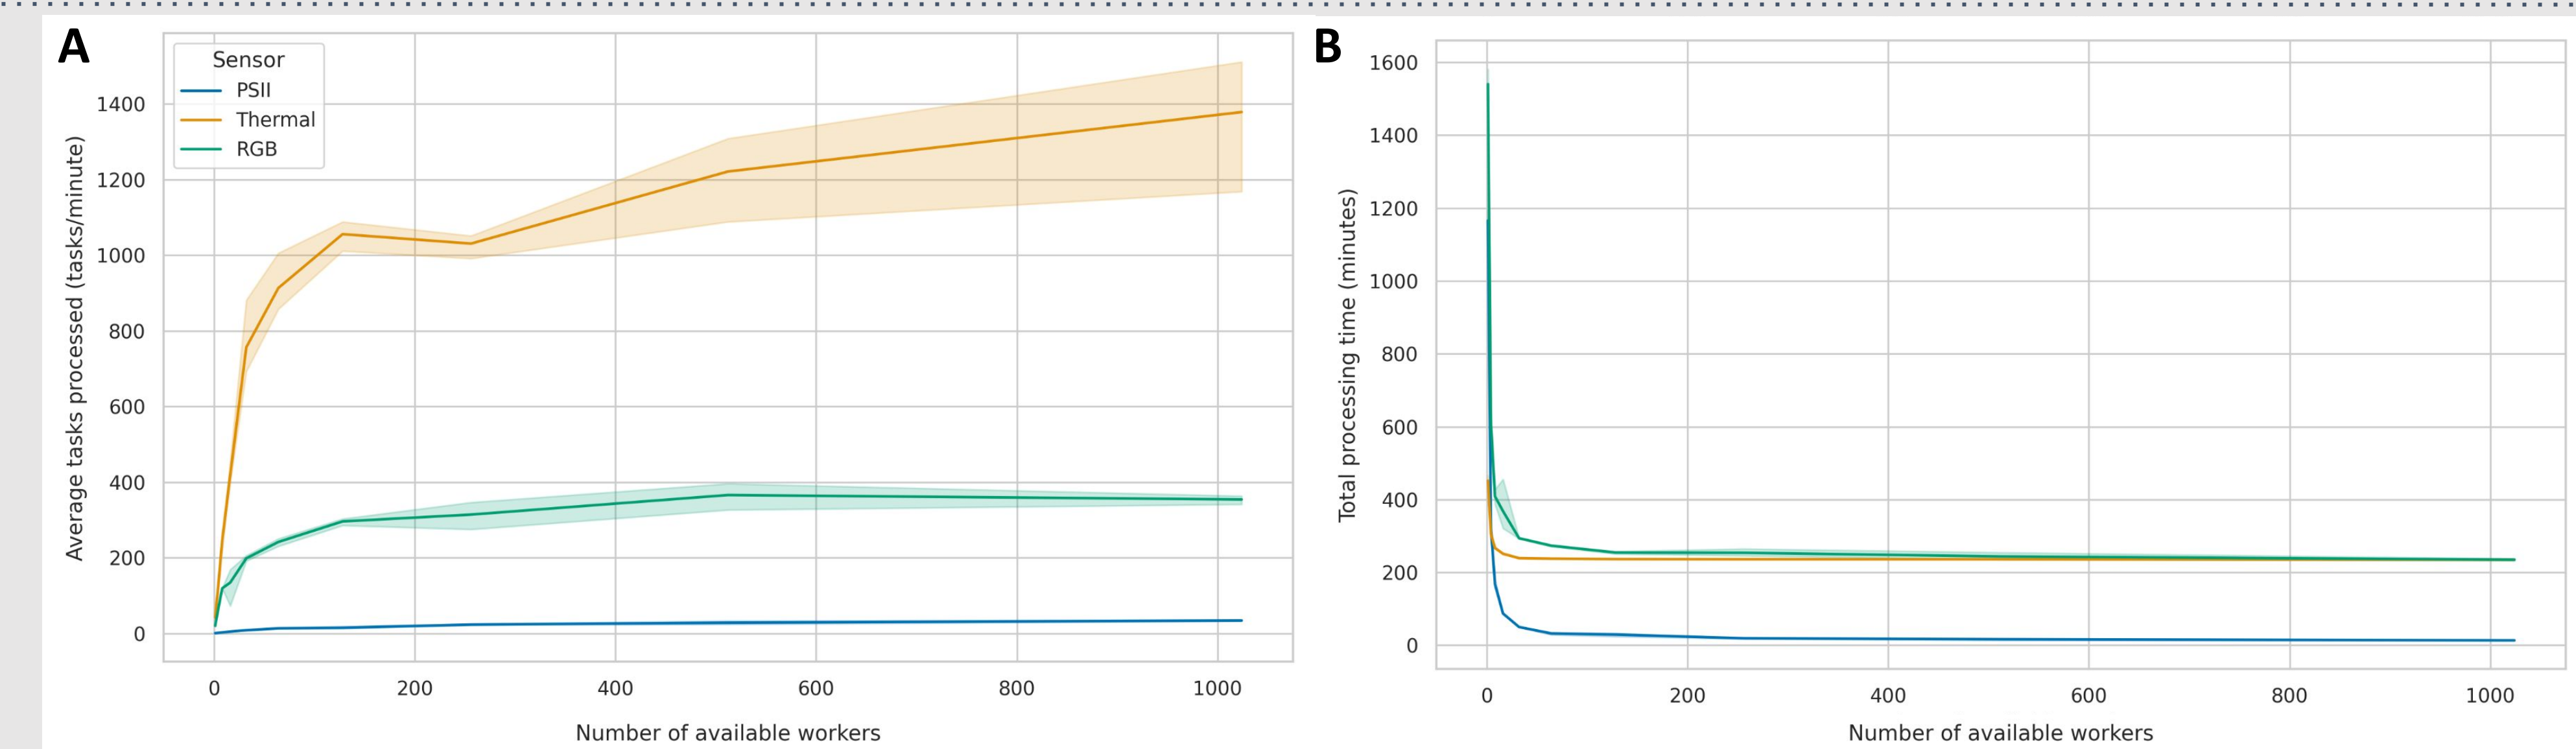 A
Sensor
PSII
Thermal
RGB
1400
1200
1000
800
600
400
200
0
Average tasks processed (tasks/minute)
0 200 400 600 800 1000
Number of available workers
B
1600
1400
1200
1000
800
600
400
200
0
Total processing time (minutes)
0 200 400 600 800 1000
Number of available workers